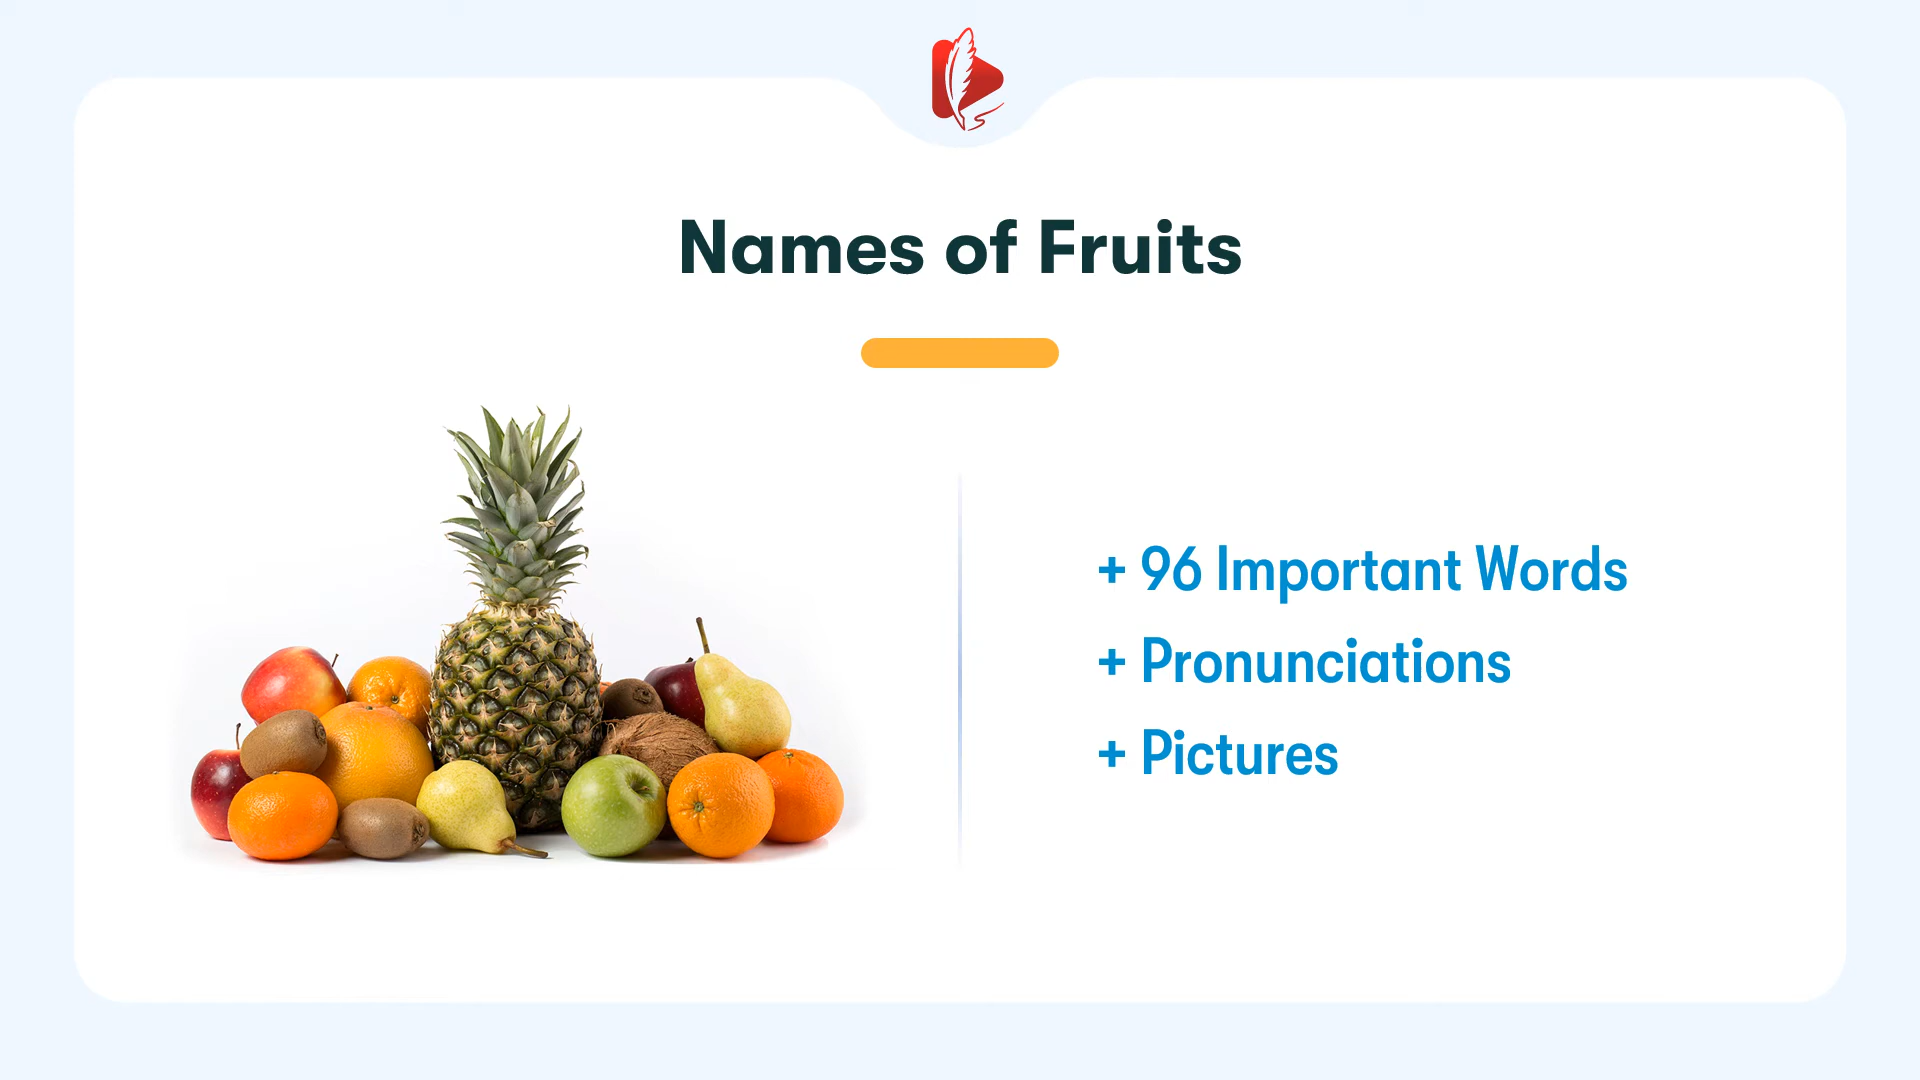 Names of Fruits
+ 96 Important Words
+ Pronunciations
+ Pictures